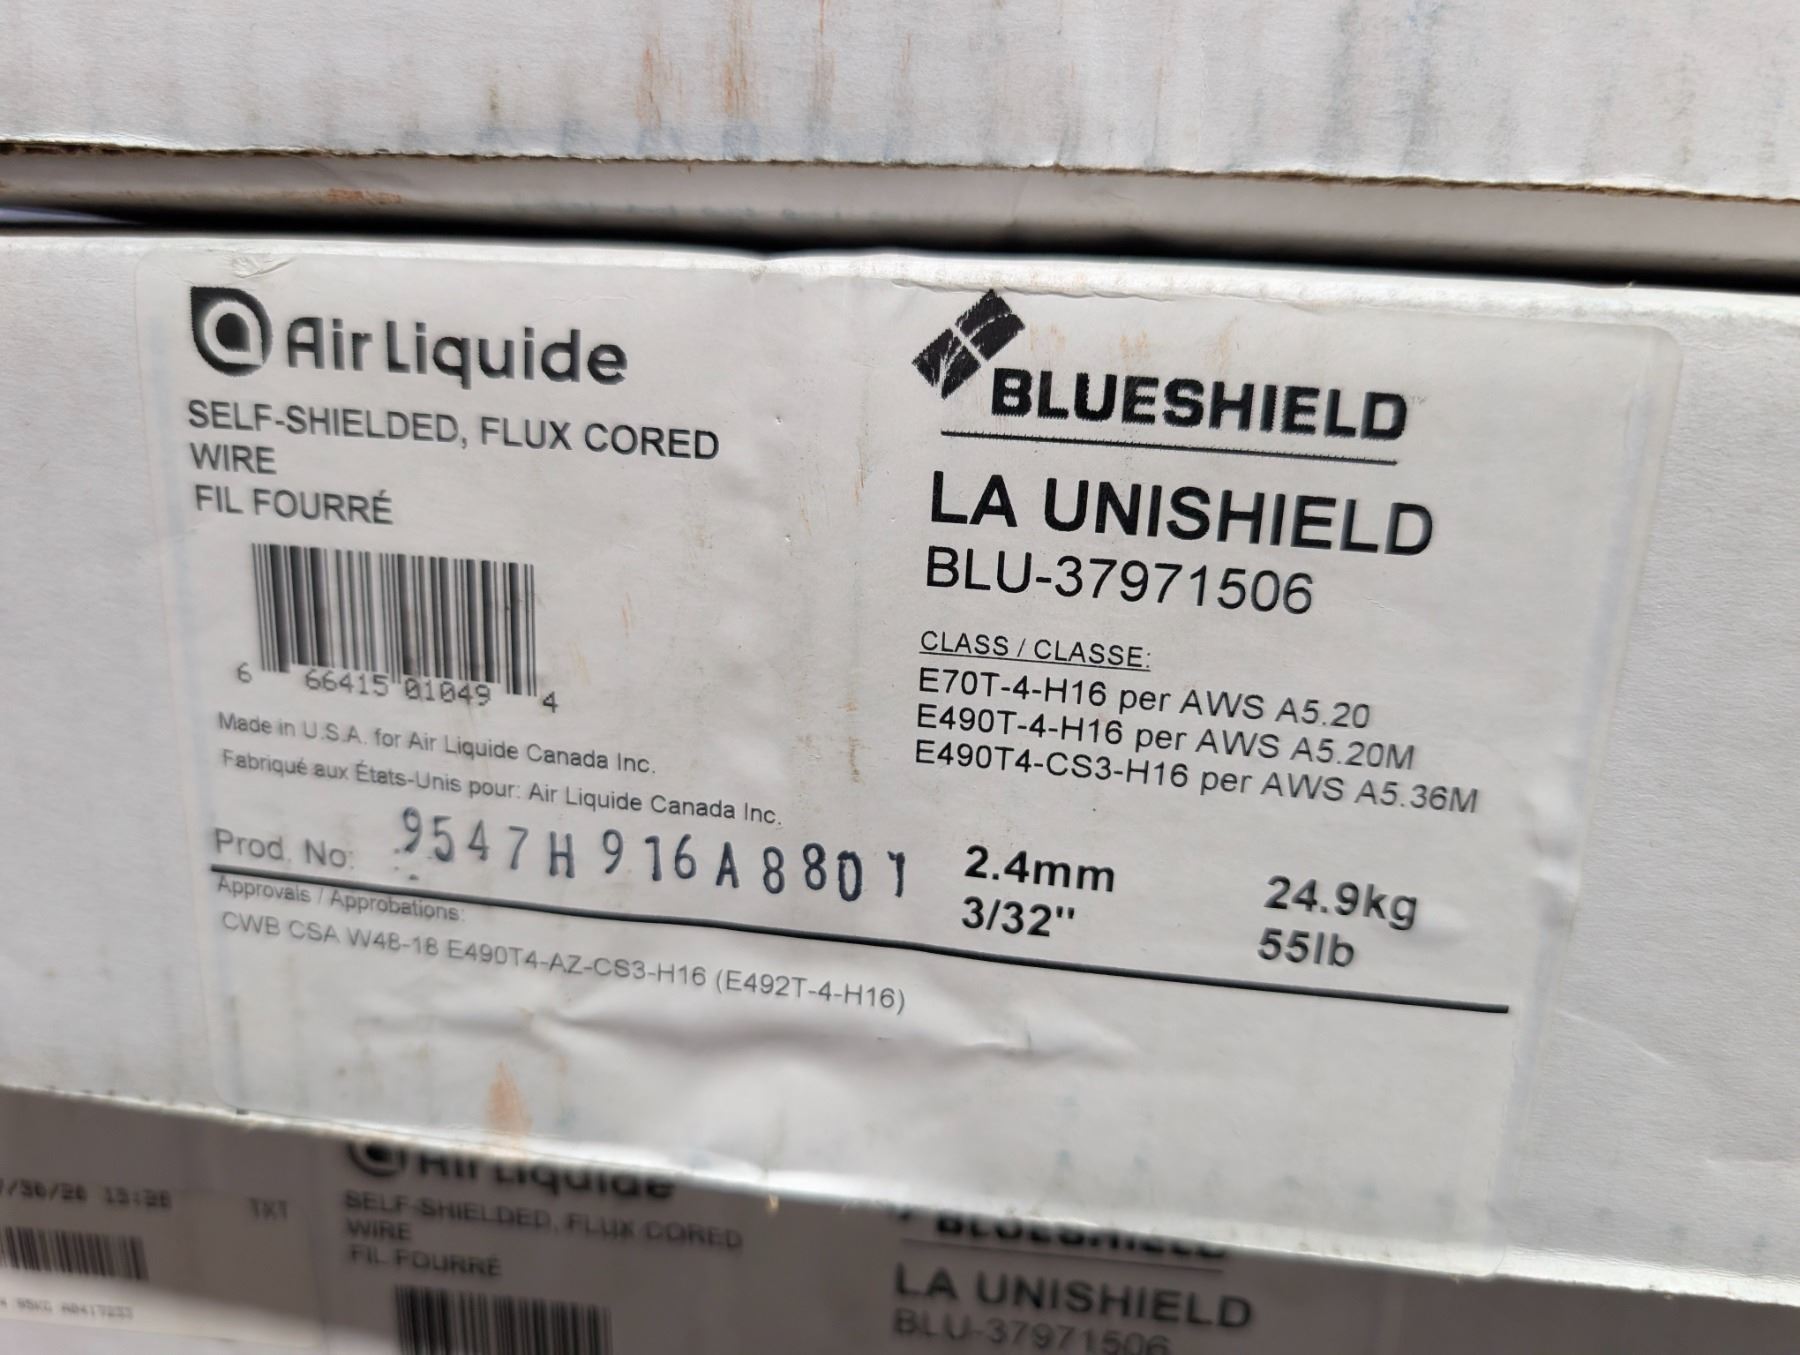 Air Liquide
SELF-SHIELDED, FLUX CORED
WIRE
FIL FOURRÉ
6 66415 01049 4
Made in U.S.A. for Air Liquide Canada Inc.
Fabriqué aux États-Unis pour: Air Liquide Canada Inc.
Prod. No: 9547H916A8801
Approvals / Approbations:
CWB CSA W48-18 E490T4-AZ-CS3-H16 (E492T-4-H16)
BLUESHIELD
LA UNISHIELD
BLU-37971506
CLASS / CLASSE:
E70T-4-H16 per AWS A5.20
E490T-4-H16 per AWS A5.20M
E490T4-CS3-H16 per AWS A5.36M
2.4mm
3/32"
24.9kg
55lb
TKT
Air Liquide
SELF-SHIELDED, FLUX CORED
WIRE
FIL FOURRÉ
BLUESHIELD
LA UNISHIELD
BLU-37971506